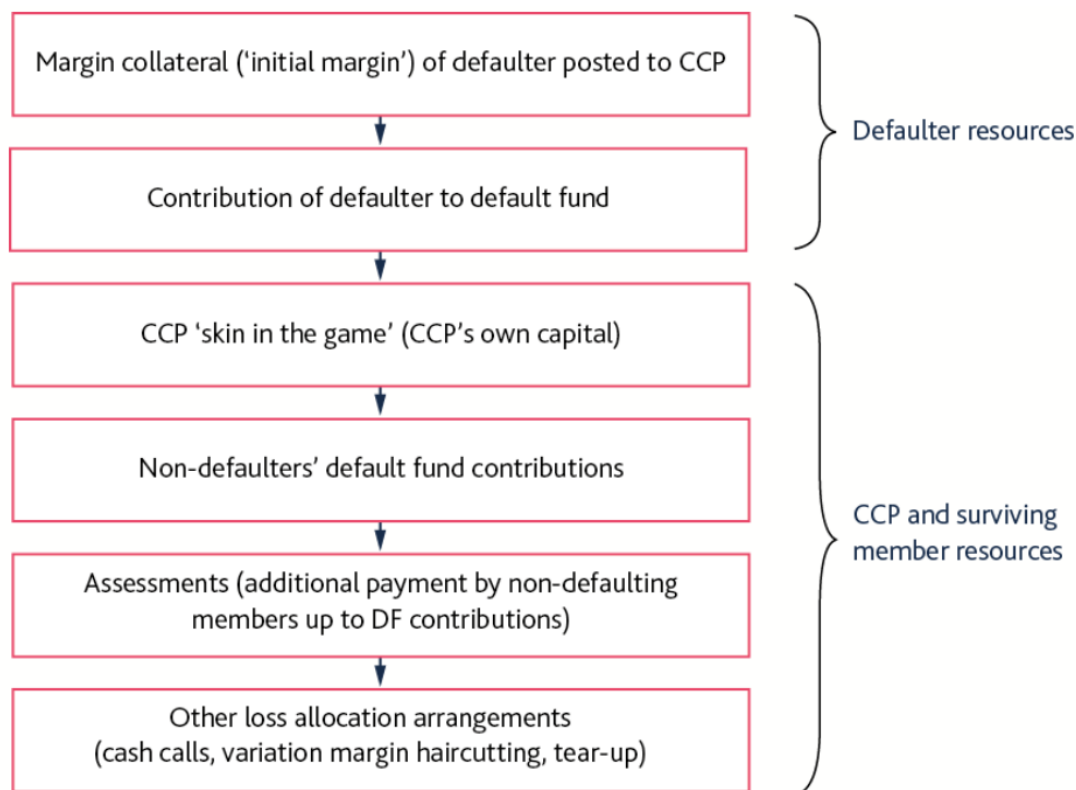 Margin collateral (‘initial margin’) of defaulter posted to CCP
Contribution of defaulter to default fund
Defaulter resources
CCP ‘skin in the game’ (CCP’s own capital)
Non-defaulters’ default fund contributions
Assessments (additional payment by non-defaulting
members up to DF contributions)
Other loss allocation arrangements
(cash calls, variation margin haircutting, tear-up)
CCP and surviving
member resources